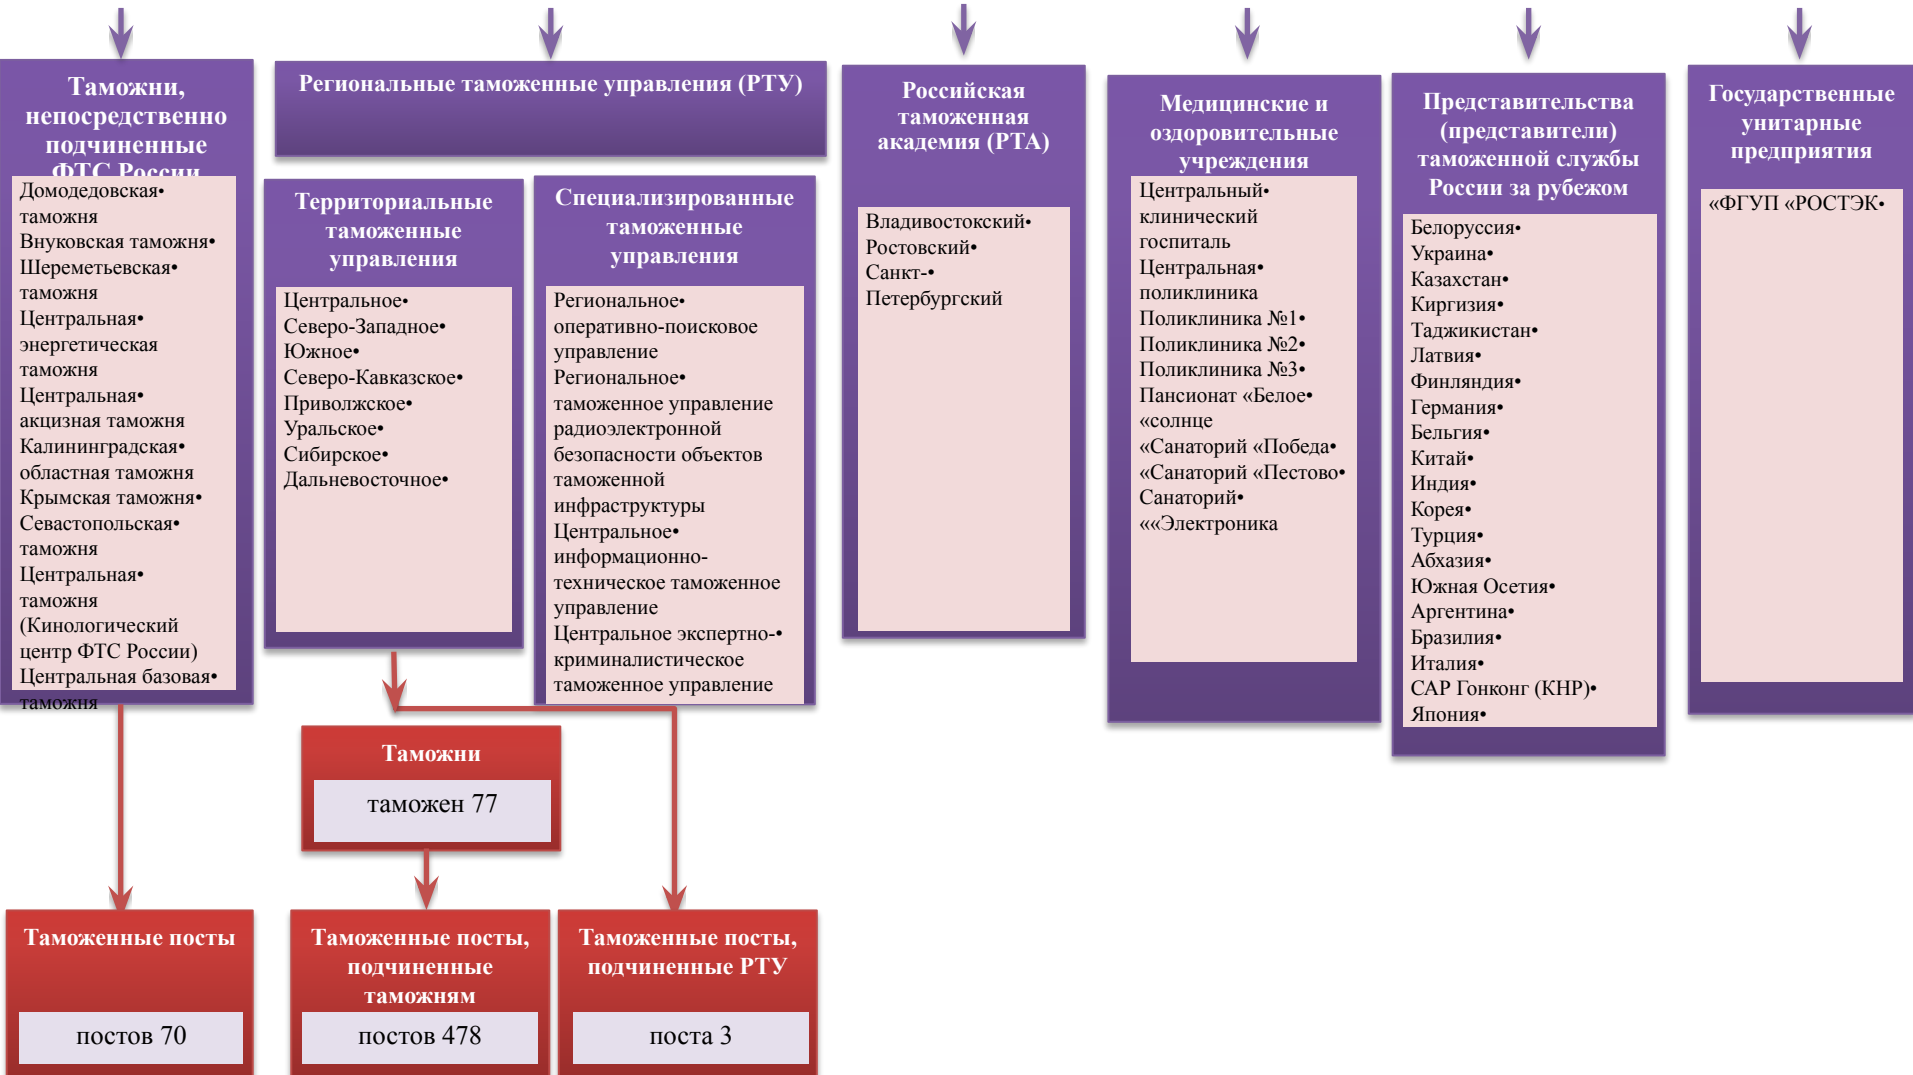 Таможни,
непосредственно
подчиненные
ФТС России
Домодедовская•
таможня
Внуковская таможня•
Шереметьевская•
таможня
Центральная•
энергетическая
таможня
Центральная•
акцизная таможня
Калининградская•
областная таможня
Крымская таможня•
Севастопольская•
таможня
Центральная•
таможня
(Кинологический
центр ФТС России)
Центральная базовая•
таможня
Региональные таможенные управления (РТУ)
Территориальные
таможенные
управления
Центральное•
Северо-Западное•
Южное•
Северо-Кавказское•
Приволжское•
Уральское•
Сибирское•
Дальневосточное•
Специализированные
таможенные
управления
Региональное•
оперативно-поисковое
управление
Региональное•
таможенное управление
радиоэлектронной
безопасности объектов
таможенной
инфраструктуры
Центральное•
информационно-
техническое таможенное
управление
Центральное экспертно-•
криминалистическое
таможенное управление
Российская
таможенная
академия (РТА)
Владивостокский•
Ростовский•
Санкт-•
Петербургский
Медицинские и
оздоровительные
учреждения
Центральный•
клинический
госпиталь
Центральная•
поликлиника
Поликлиника №1•
Поликлиника №2•
Поликлиника №3•
Пансионат «Белое•
«солнце
«Санаторий «Победа•
«Санаторий «Пестово•
Санаторий•
««Электроника
Представительства
(представители)
таможенной службы
России за рубежом
Белоруссия•
Украина•
Казахстан•
Киргизия•
Таджикистан•
Латвия•
Финляндия•
Германия•
Бельгия•
Китай•
Индия•
Корея•
Турция•
Абхазия•
Южная Осетия•
Аргентина•
Бразилия•
Италия•
САР Гонконг (КНР)•
Япония•
Государственные
унитарные
предприятия
«ФГУП «РОСТЭК•
Таможни
таможен 77
Таможенные посты
постов 70
Таможенные посты,
подчиненные
таможням
постов 478
Таможенные посты,
подчиненные РТУ
поста 3